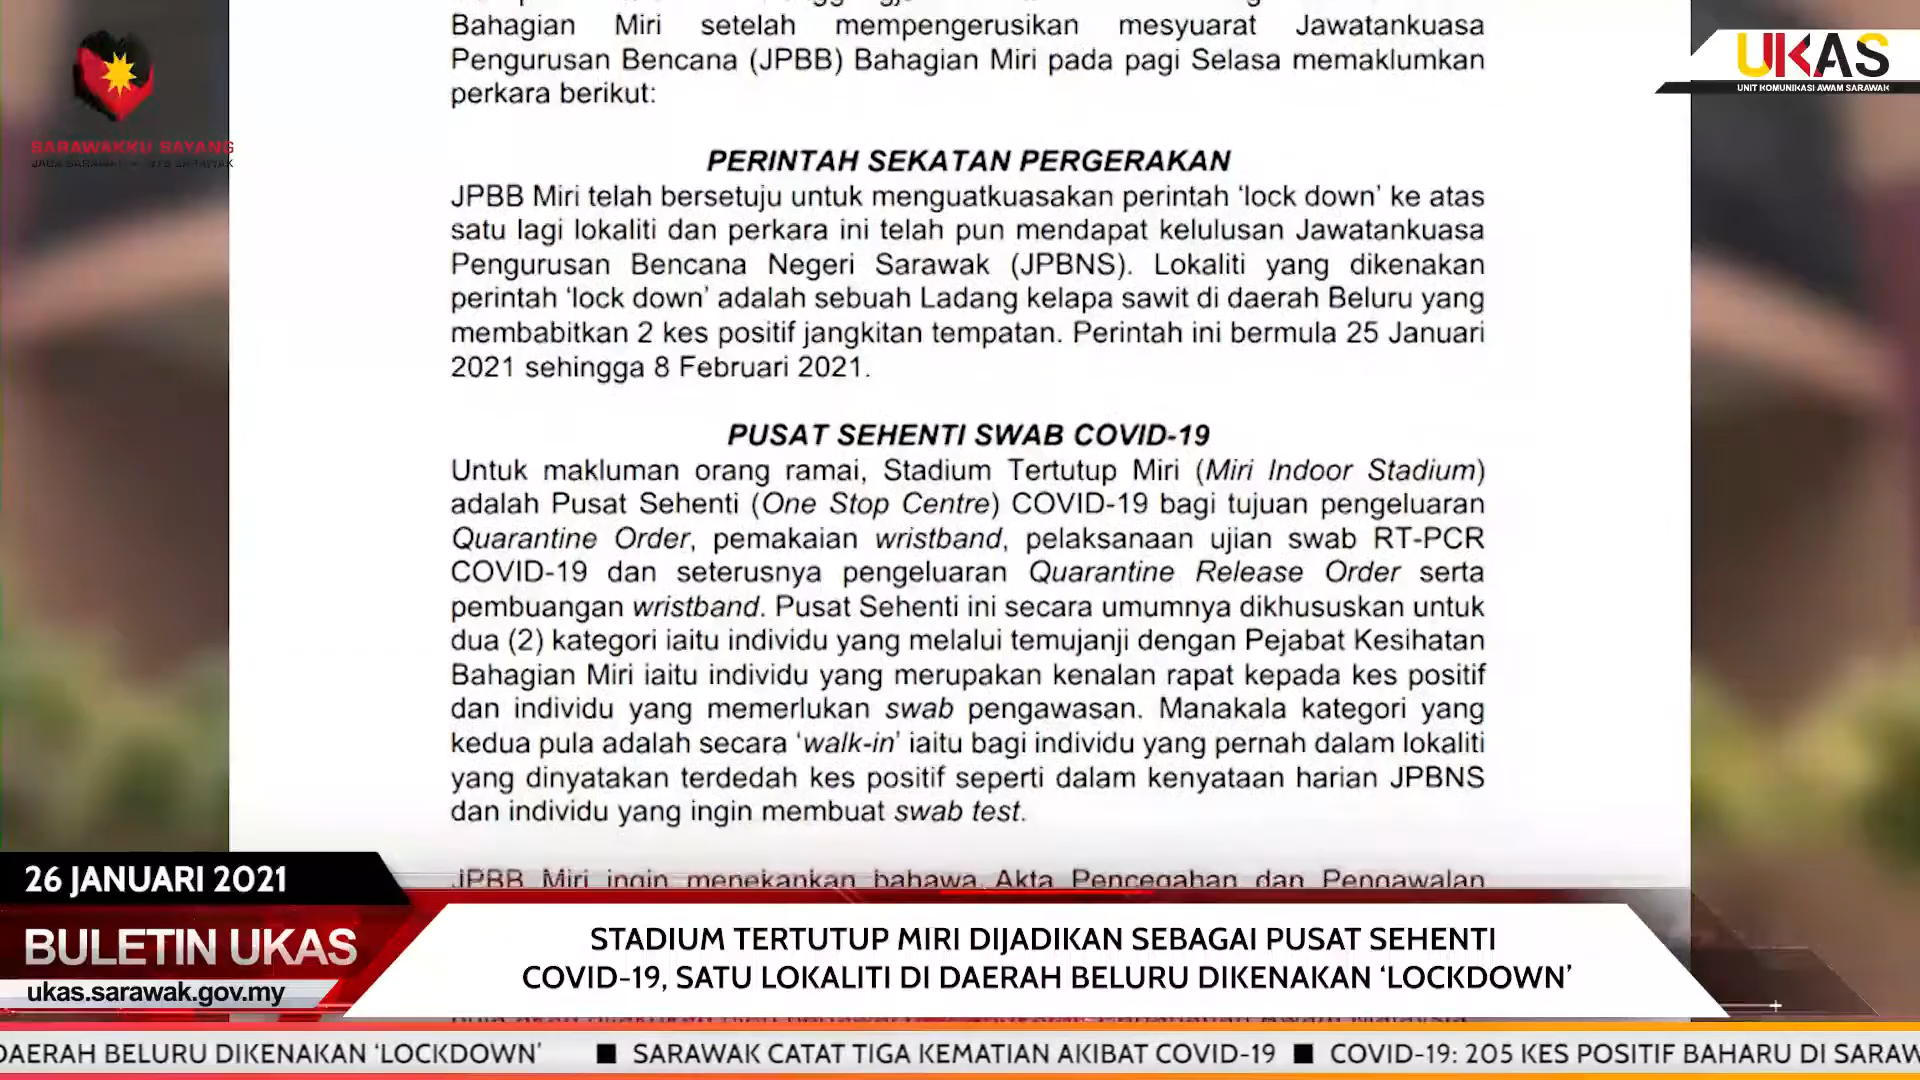 Bahagian Miri setelah mempengerusikan mesyuarat Jawatankuasa
Pengurusan Bencana (JPBB) Bahagian Miri pada pagi Selasa memaklumkan
perkara berikut:
PERINTAH SEKATAN PERGERAKAN
JPBB Miri telah bersetuju untuk menguatkuasakan perintah ‘lock down’ ke atas
satu lagi lokaliti dan perkara ini telah pun mendapat kelulusan Jawatankuasa
Pengurusan Bencana Negeri Sarawak (JPBNS). Lokaliti yang dikenakan
perintah ‘lock down’ adalah sebuah Ladang kelapa sawit di daerah Beluru yang
membabitkan 2 kes positif jangkitan tempatan. Perintah ini bermula 25 Januari
2021 sehingga 8 Februari 2021.
PUSAT SEHENTI SWAB COVID-19
Untuk makluman orang ramai, Stadium Tertutup Miri (Miri Indoor Stadium)
adalah Pusat Sehenti (One Stop Centre) COVID-19 bagi tujuan pengeluaran
Quarantine Order, pemakaian wristband, pelaksanaan ujian swab RT-PCR
COVID-19 dan seterusnya pengeluaran Quarantine Release Order serta
pembuangan wristband. Pusat Sehenti ini secara umumnya dikhususkan untuk
dua (2) kategori iaitu individu yang melalui temujanji dengan Pejabat Kesihatan
Bahagian Miri iaitu individu yang merupakan kenalan rapat kepada kes positif
dan individu yang memerlukan swab pengawasan. Manakala kategori yang
kedua pula adalah secara ‘walk-in’ iaitu bagi individu yang pernah dalam lokaliti
yang dinyatakan terdedah kes positif seperti dalam kenyataan harian JPBNS
dan individu yang ingin membuat swab test.
JPBB Miri ingin menekankan bahawa Akta Pencegahan dan Pengawalan
SARAWAKKU SAYANG
UKAS
UNIT KOMUNIKASI AWAM SARAWAK
26 JANUARI 2021
BULETIN UKAS
ukas.sarawak.gov.my
STADIUM TERTUTUP MIRI DIJADIKAN SEBAGAI PUSAT SEHENTI
COVID-19, SATU LOKALITI DI DAERAH BELURU DIKENAKAN ‘LOCKDOWN’
DAERAH BELURU DIKENAKAN ‘LOCKDOWN’ ■ SARAWAK CATAT TIGA KEMATIAN AKIBAT COVID-19 ■ COVID-19: 205 KES POSITIF BAHARU DI SARAW